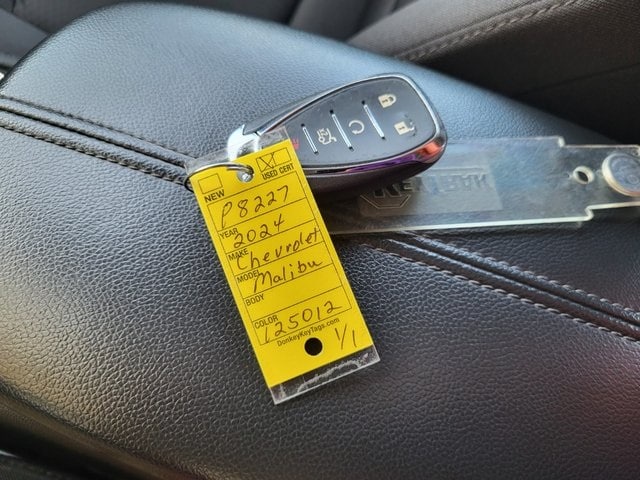 NEW
USED CERT
P8227
YEAR
2024
MAKE
Chevrolet
MODEL
Malibu
BODY
COLOR
125012
DonkeyKeyTags.com
1/1